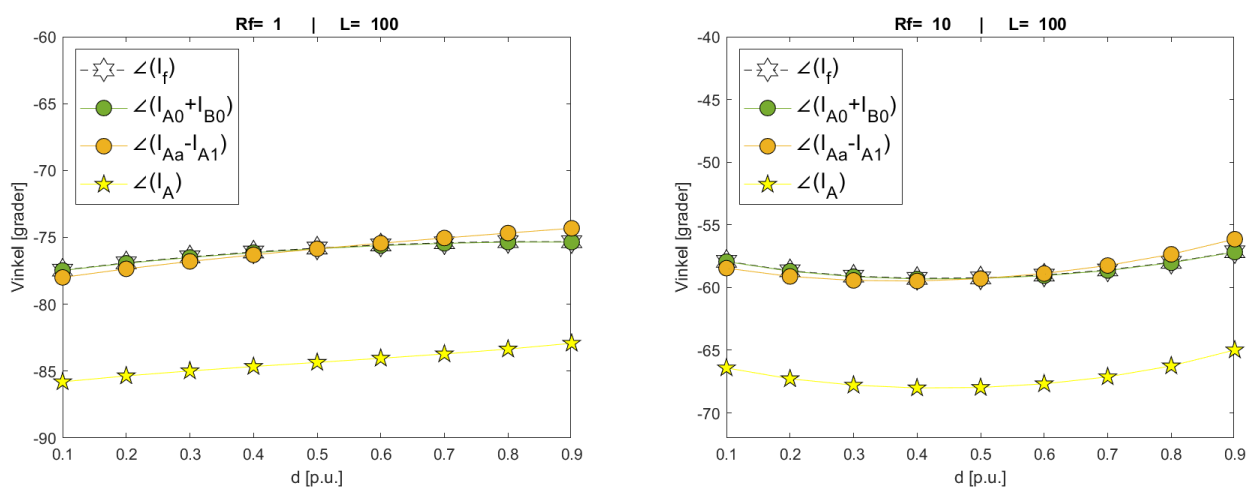 Rf= 1 | L= 100
-60
-65
-70
-75
-80
-85
-90
Vinkel [grader]
∠(I_f)
∠(I_A0+I_B0)
∠(I_Aa-I_A1)
∠(I_A)
0.1 0.2 0.3 0.4 0.5 0.6 0.7 0.8 0.9
d [p.u.]
Rf= 10 | L= 100
-40
-45
-50
-55
-60
-65
-70
Vinkel [grader]
∠(I_f)
∠(I_A0+I_B0)
∠(I_Aa-I_A1)
∠(I_A)
0.1 0.2 0.3 0.4 0.5 0.6 0.7 0.8 0.9
d [p.u.]